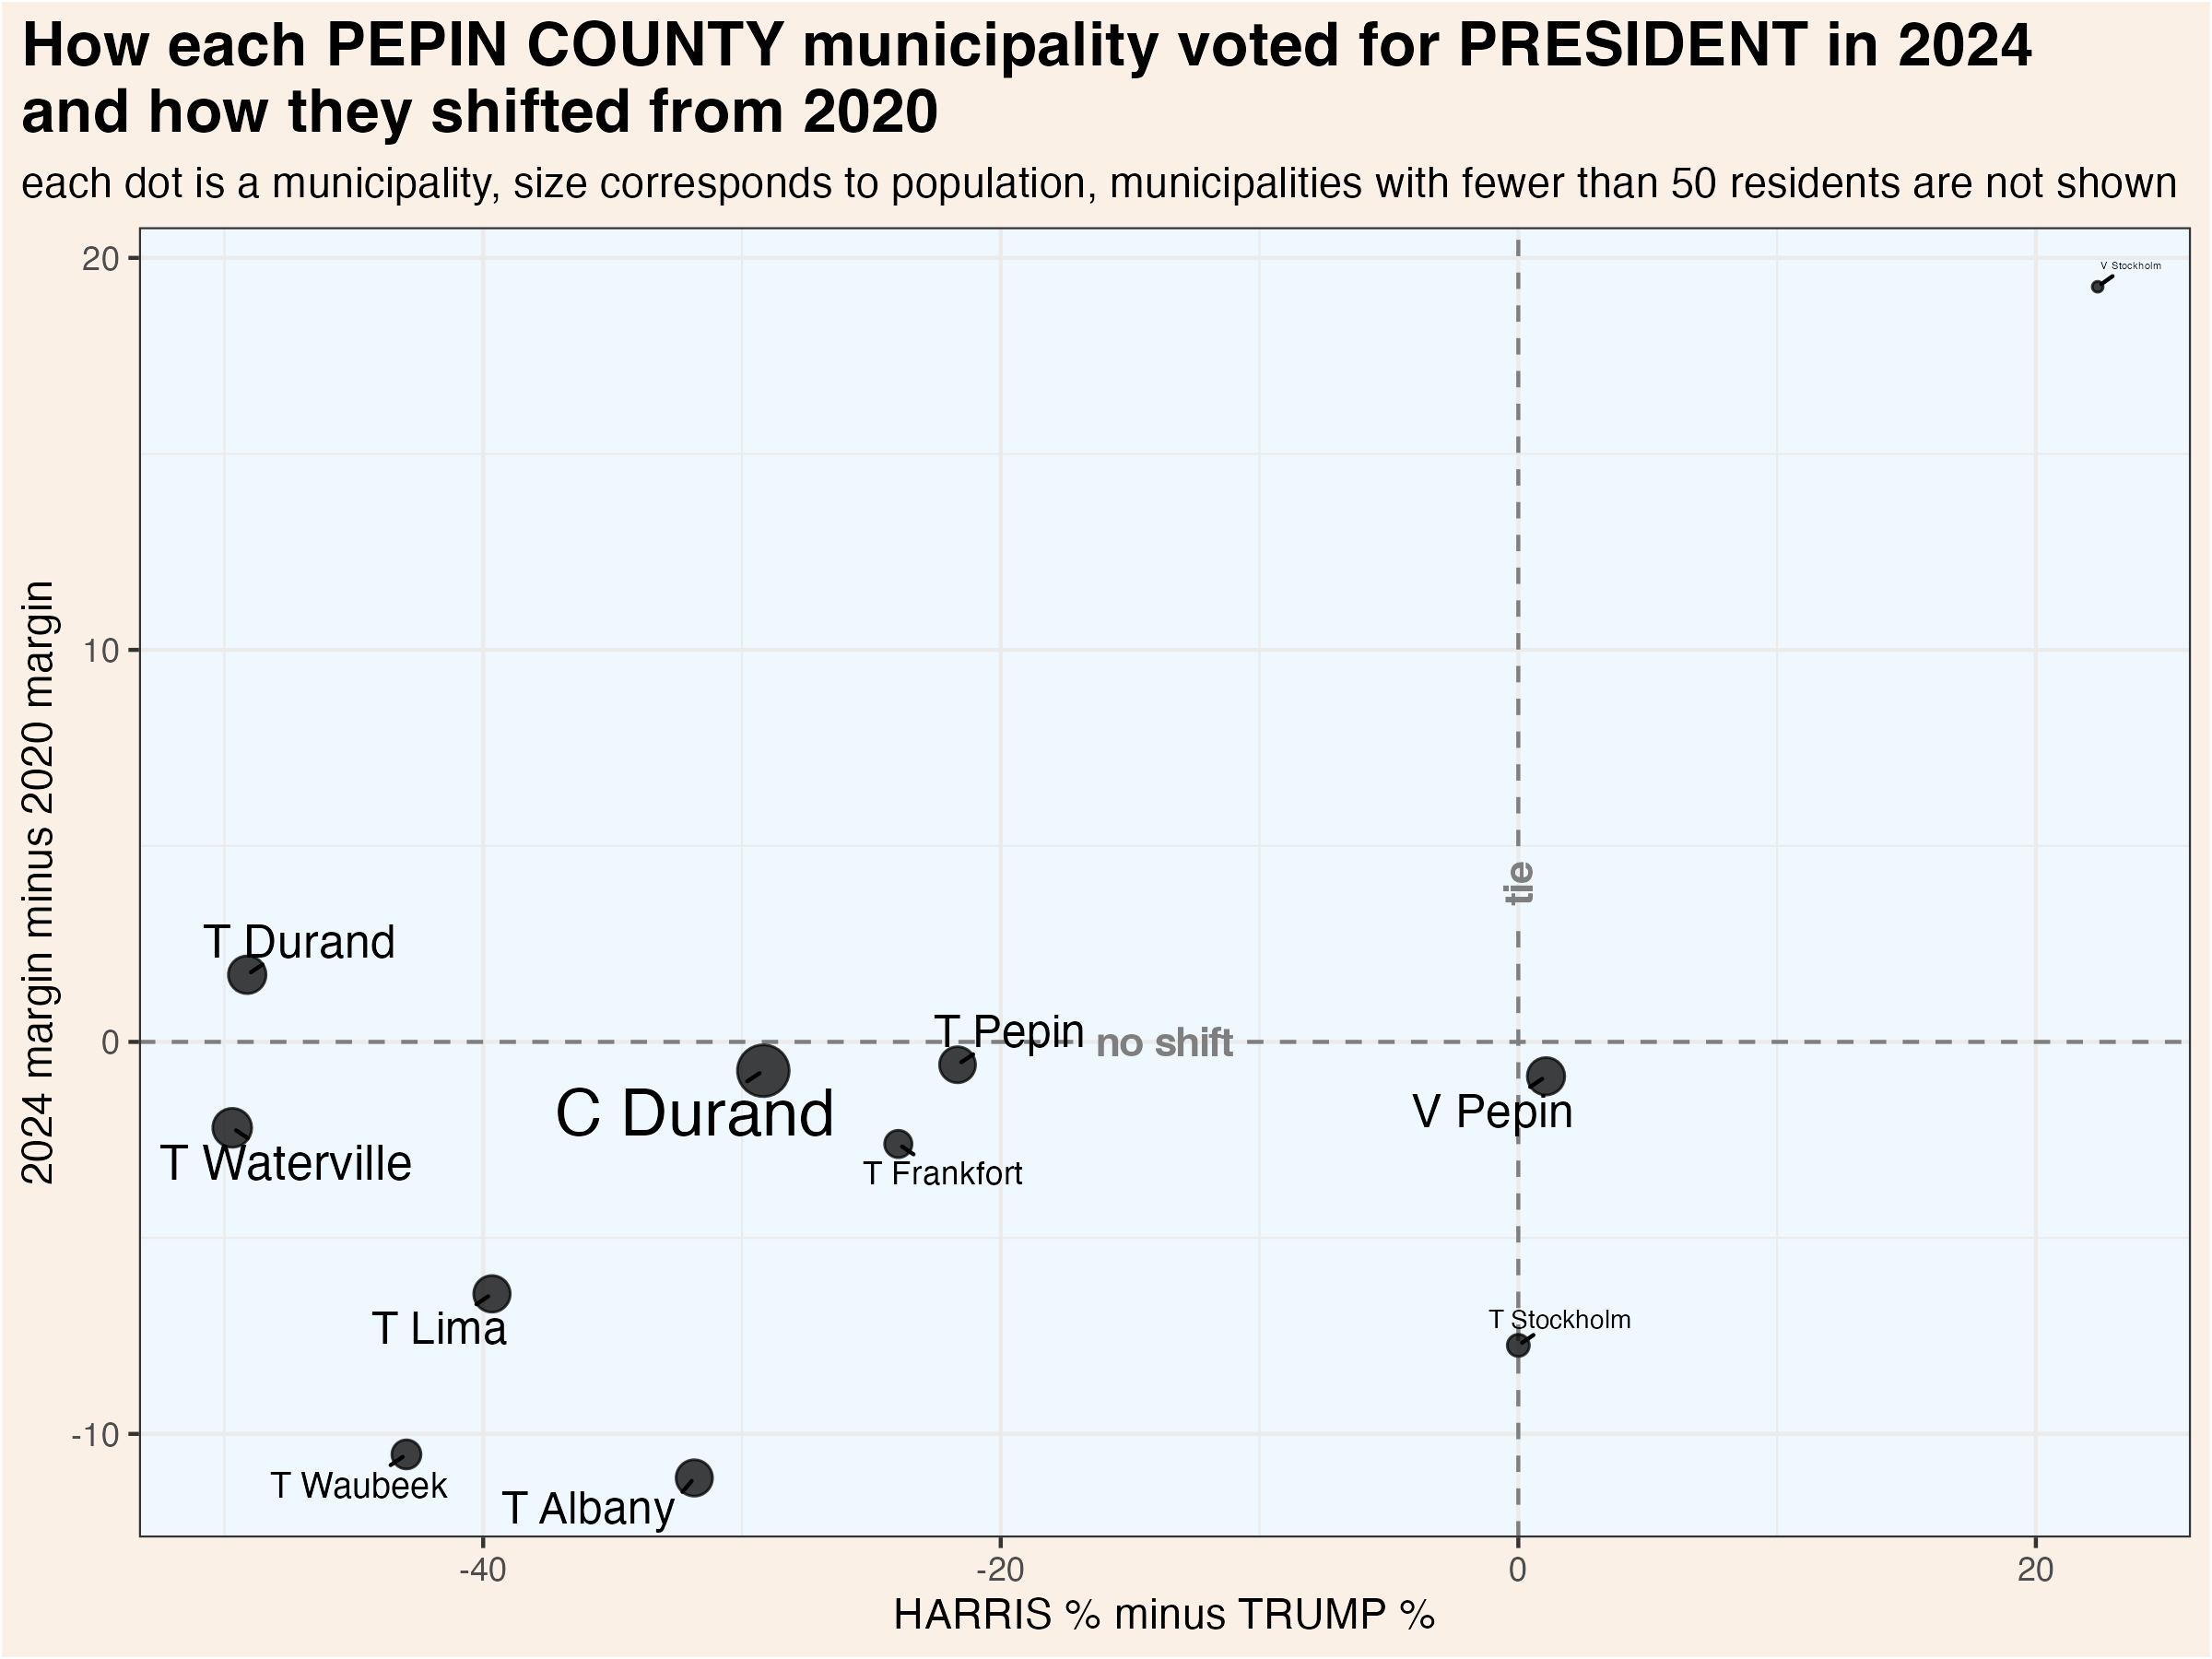 How each PEPIN COUNTY municipality voted for PRESIDENT in 2024
and how they shifted from 2020
each dot is a municipality, size corresponds to population, municipalities with fewer than 50 residents are not shown
2024 margin minus 2020 margin
20
10
0
-10
V Stockholm
tie
T Durand
T Pepin
no shift
C Durand
V Pepin
T Waterville
T Frankfort
T Lima
T Stockholm
T Waubeek
T Albany
-40
-20
0
20
HARRIS % minus TRUMP %